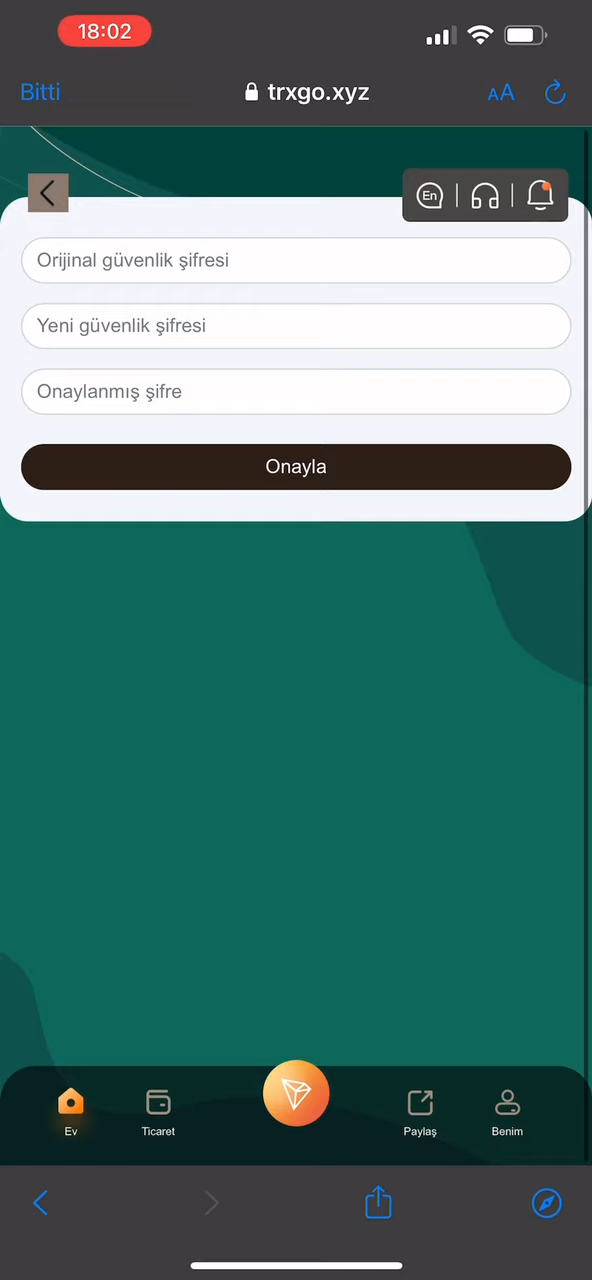 18:02
Bitti
trxgo.xyz
AA
En
Orijinal güvenlik şifresi
Yeni güvenlik şifresi
Onaylanmış şifre
Onayla
Ev
Ticaret
Paylaş
Benim